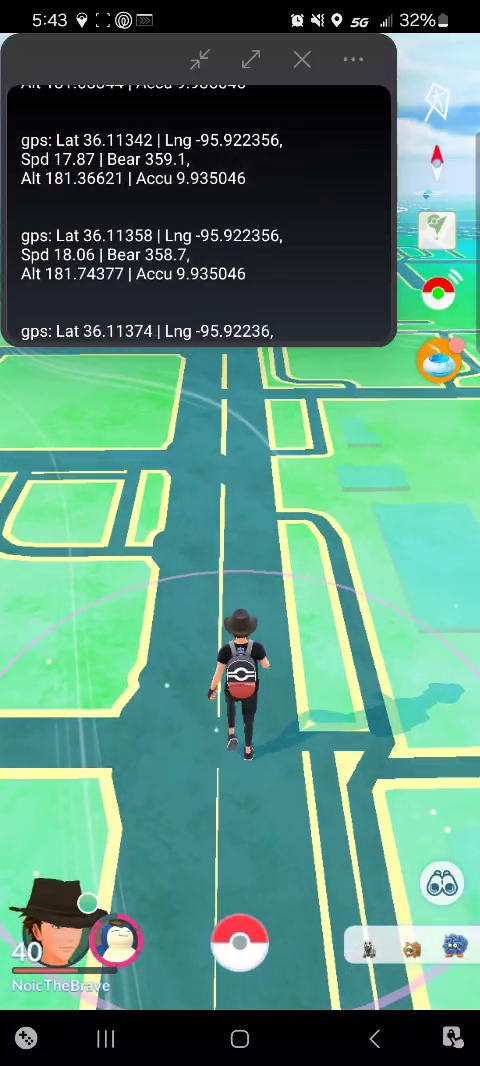 5:43
5G
32%
gps: Lat 36.11342 | Lng -95.922356,
Spd 17.87 | Bear 359.1,
Alt 181.36621 | Accu 9.935046
gps: Lat 36.11358 | Lng -95.922356,
Spd 18.06 | Bear 358.7,
Alt 181.74377 | Accu 9.935046
gps: Lat 36.11374 | Lng -95.92236,
40
NoicTheBrave